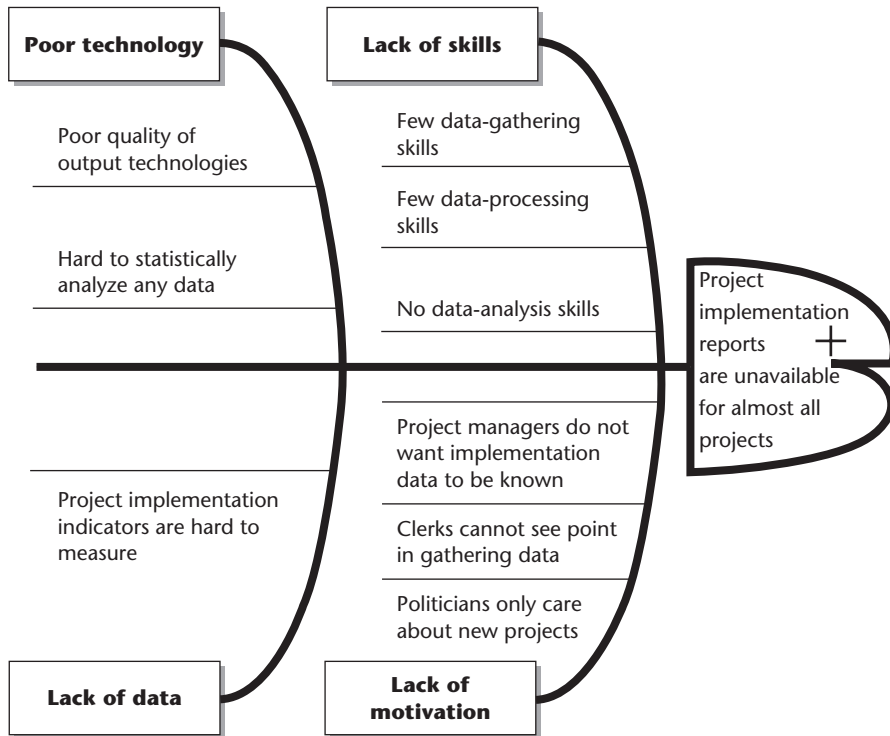 Poor technology
Poor quality of
output technologies
Hard to statistically
analyze any data
Lack of skills
Few data-gathering
skills
Few data-processing
skills
No data-analysis skills
Project
implementation
reports
are unavailable
for almost all
projects
Project implementation
indicators are hard to
measure
Lack of data
Project managers do not
want implementation
data to be known
Clerks cannot see point
in gathering data
Politicians only care
about new projects
Lack of
motivation